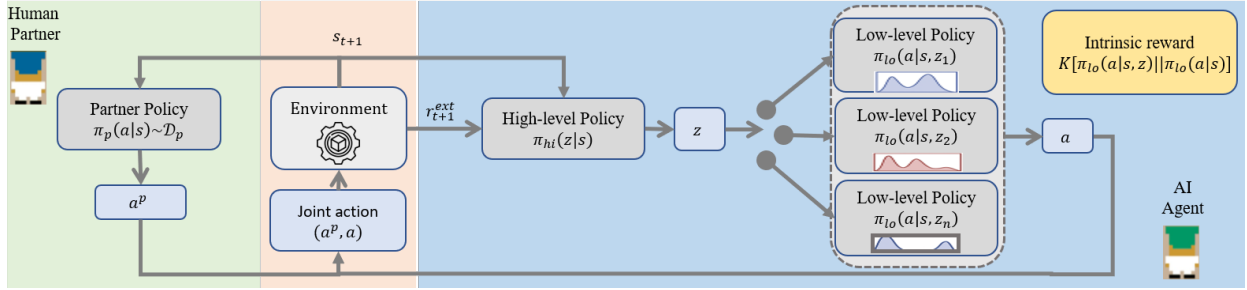 Human
Partner
s_{t+1}
Partner Policy
π_p(a|s)~𝒟_p
a^p
Environment
Joint action
(a^p, a)
r_{t+1}^{ext}
High-level Policy
π_{hi}(z|s)
z
Low-level Policy
π_{lo}(a|s, z_1)
Low-level Policy
π_{lo}(a|s, z_2)
Low-level Policy
π_{lo}(a|s, z_n)
a
Intrinsic reward
K[π_{lo}(a|s, z)||π_{lo}(a|s)]
AI
Agent